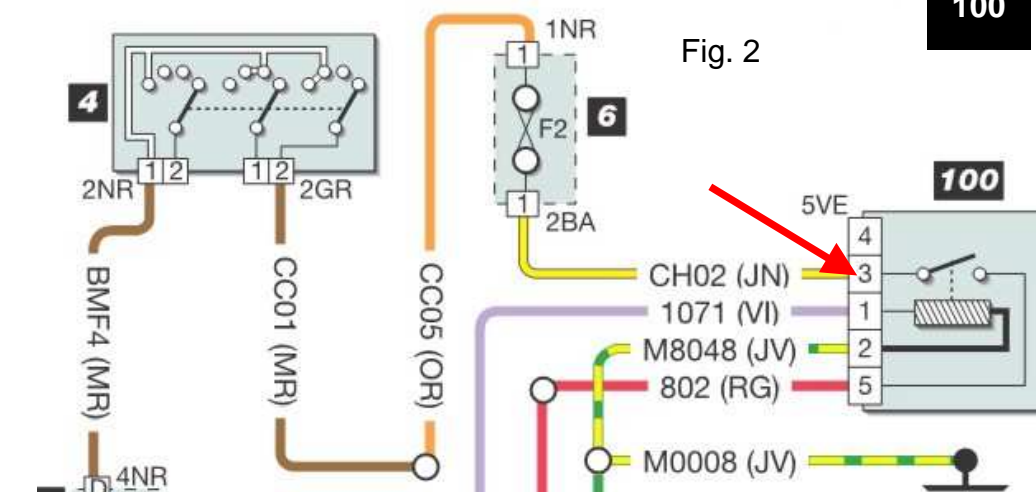 100
Fig. 2
1NR
1
4
F2
6
1 2
1 2
2NR
2GR
1
2BA
100
5VE
4
3
1
2
5
CH02 (JN)
1071 (VI)
M8048 (JV)
802 (RG)
M0008 (JV)
BMF4 (MR)
CC01 (MR)
CC05 (OR)
4NR
D